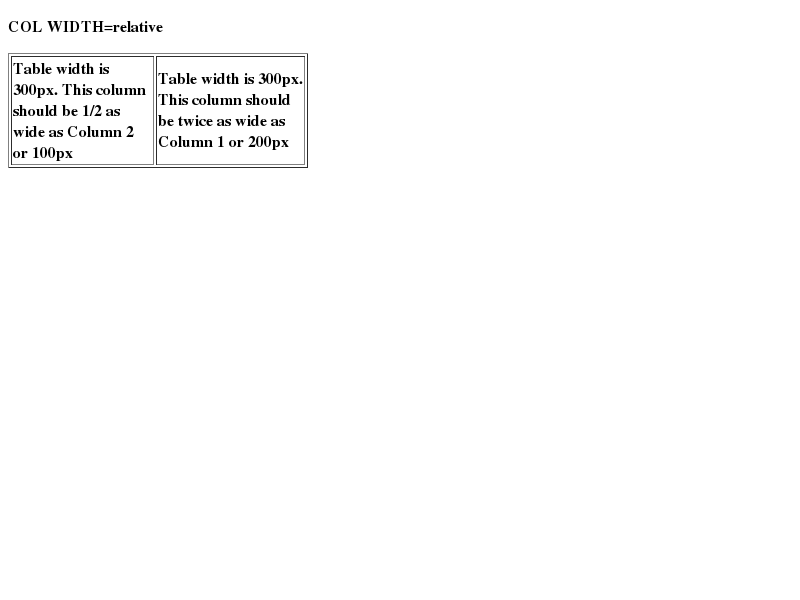 COL WIDTH=relative
Table width is
300px. This column
should be 1/2 as
wide as Column 2
or 100px
Table width is 300px.
This column should
be twice as wide as
Column 1 or 200px